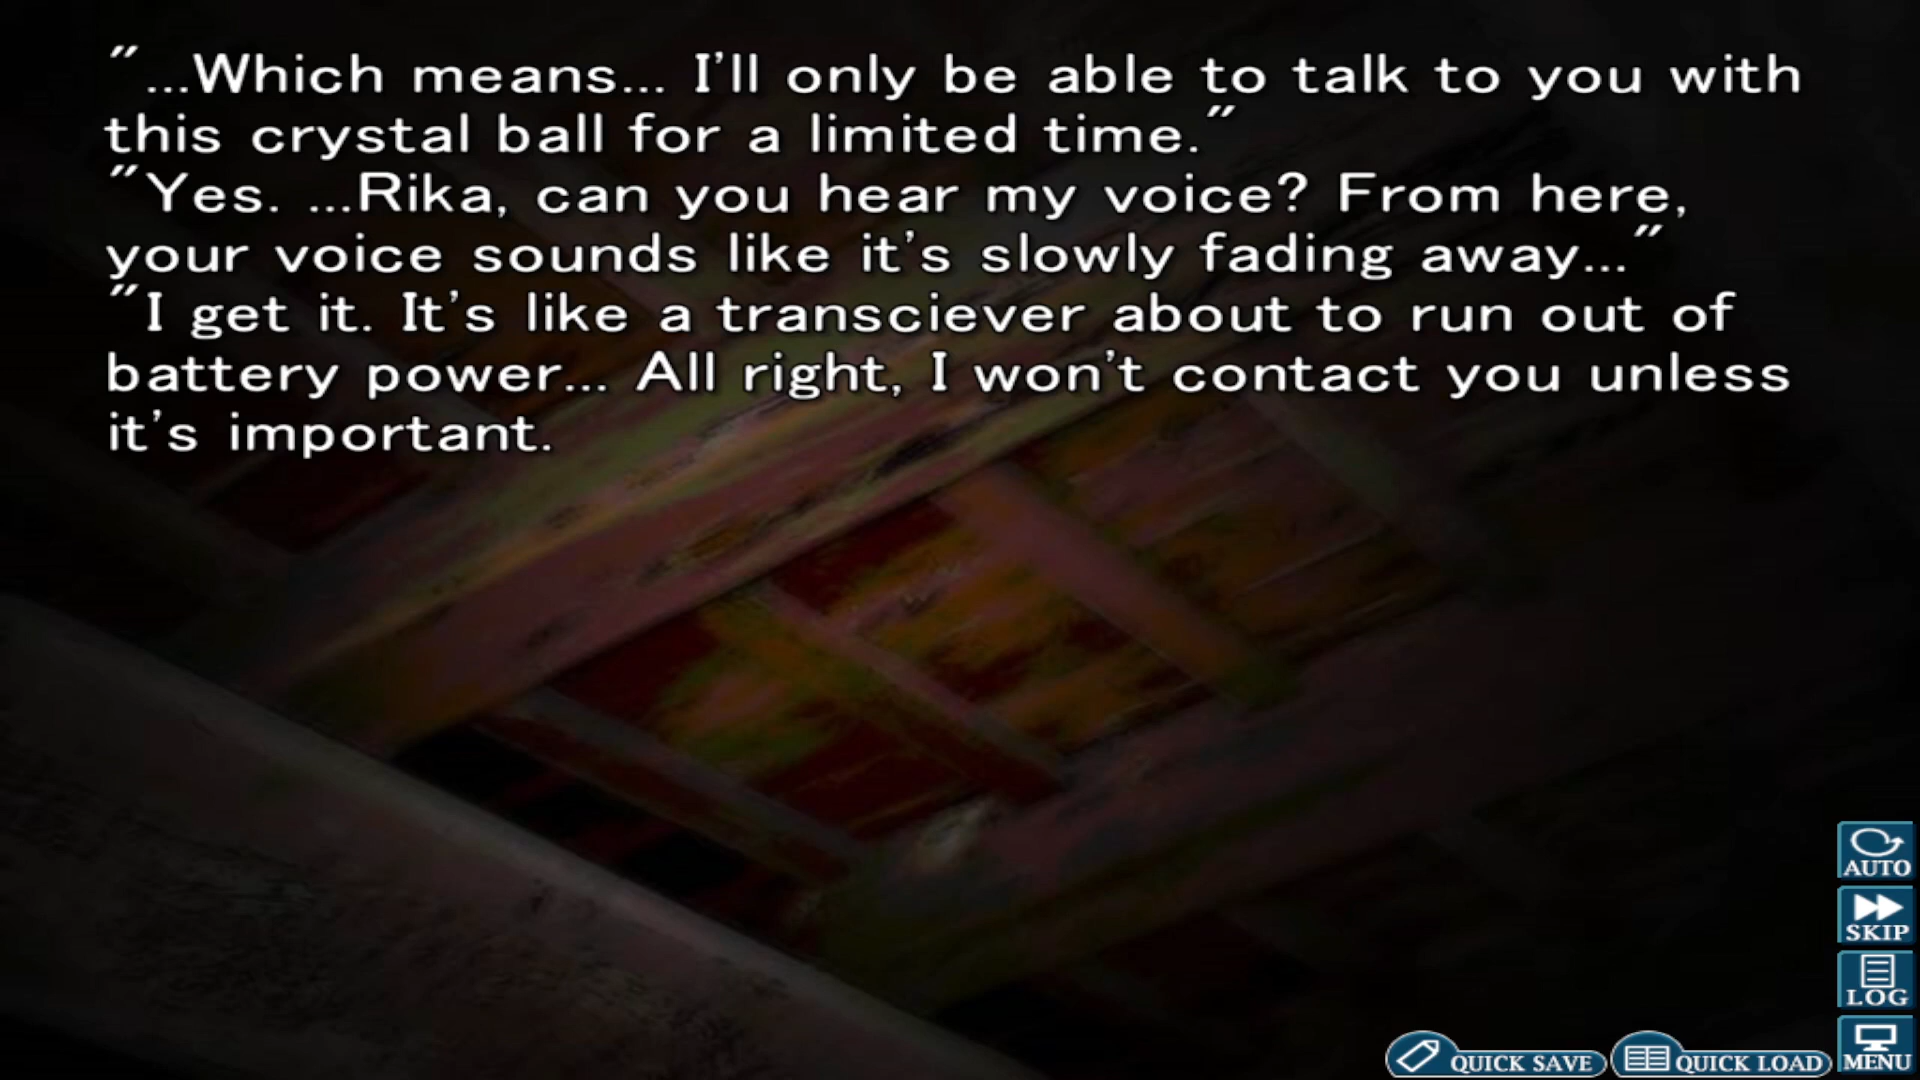 "...Which means... I'll only be able to talk to you with
this crystal ball for a limited time."
"Yes. ...Rika, can you hear my voice? From here,
your voice sounds like it's slowly fading away..."
"I get it. It's like a transciever about to run out of
battery power... All right, I won't contact you unless
it's important.
AUTO
SKIP
LOG
QUICK SAVE
QUICK LOAD
MENU